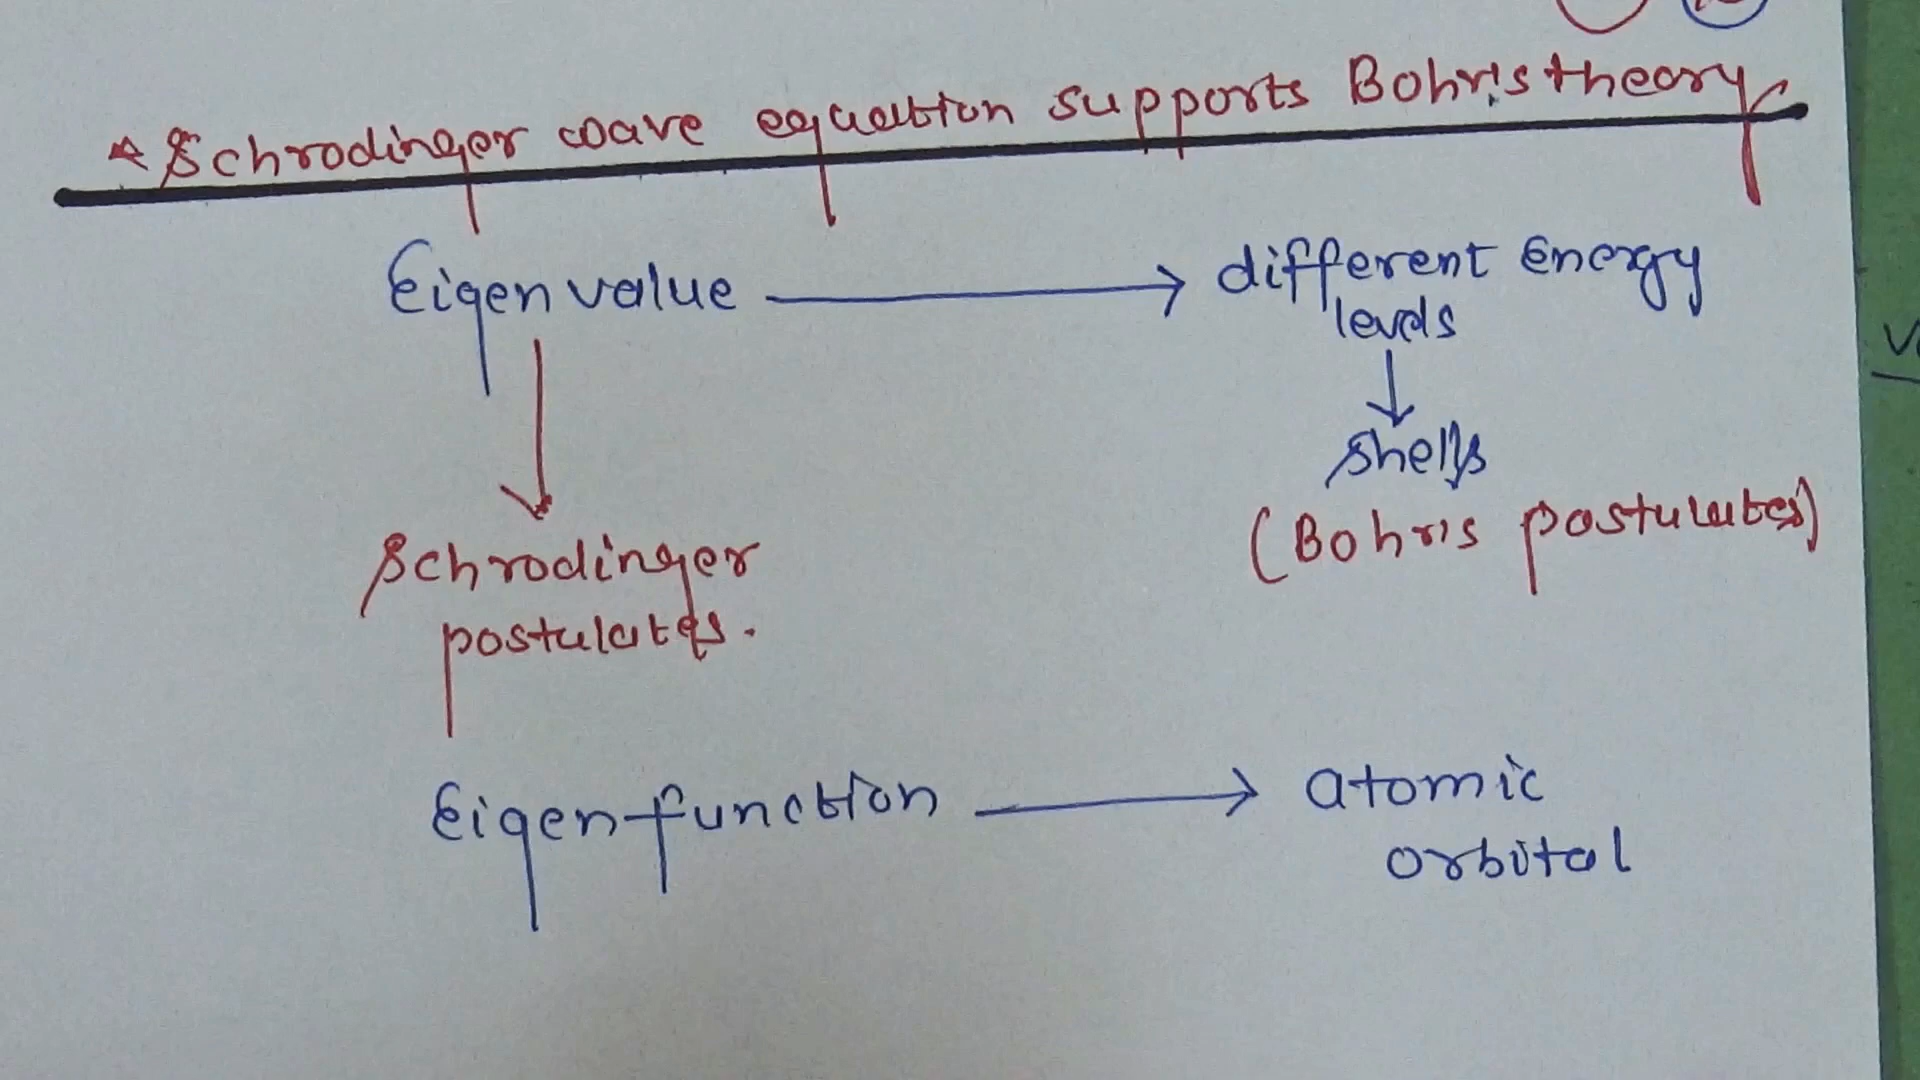 * Schrodinger wave equation supports Bohr's theory
Eigen value → different Energy
levels
↓
Shells
(Bohr's postulates)
Schrodinger
postulates.
Eigen function → atomic
orbital